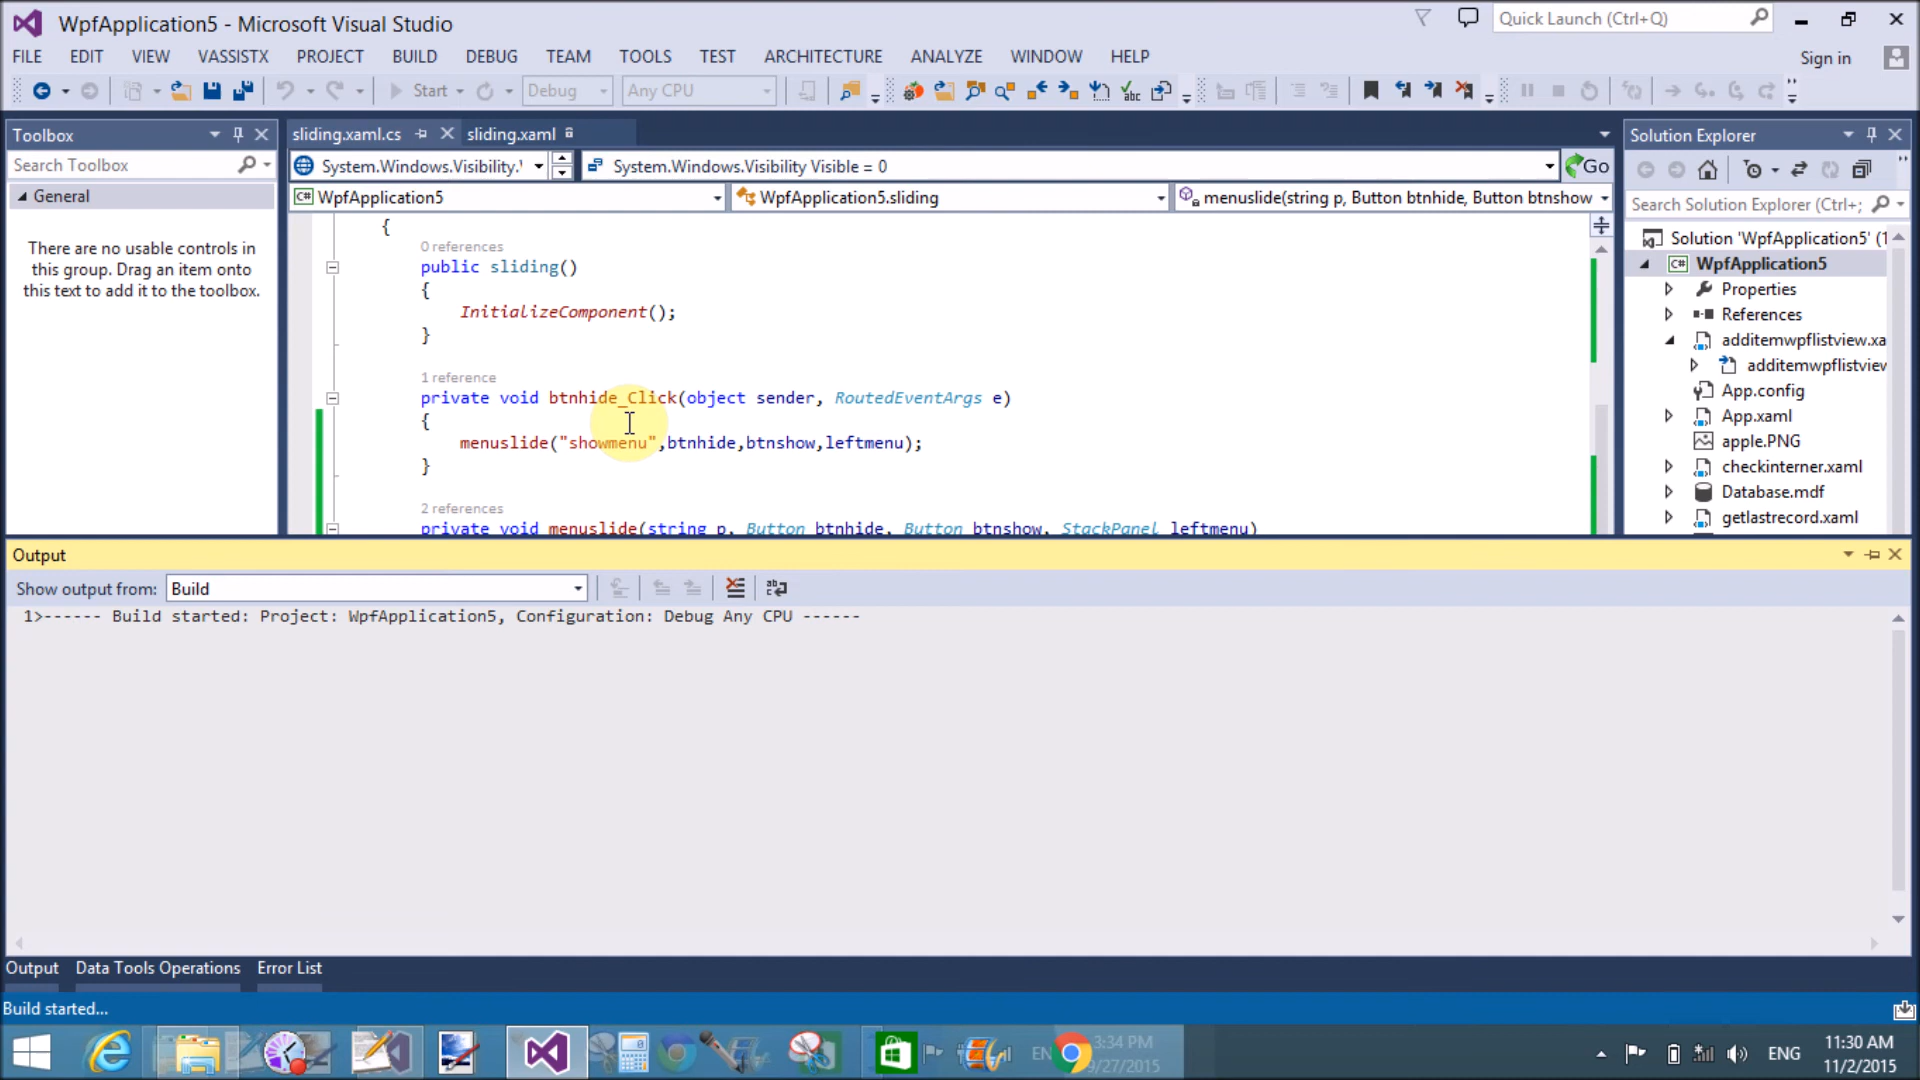 WpfApplication5 - Microsoft Visual Studio
Quick Launch (Ctrl+Q)
FILE EDIT VIEW VASSISTX PROJECT BUILD DEBUG TEAM TOOLS TEST ARCHITECTURE ANALYZE WINDOW HELP
Sign in
Start Debug Any CPU
Toolbox
Search Toolbox
General
There are no usable controls in
this group. Drag an item onto
this text to add it to the toolbox.
sliding.xaml.cs sliding.xaml
System.Windows.Visibility.V System.Windows.Visibility Visible = 0 Go
C# WpfApplication5 WpfApplication5.sliding menuslide(string p, Button btnhide, Button btnshow
{
0 references
public sliding()
{
InitializeComponent();
}
1 reference
private void btnhide_Click(object sender, RoutedEventArgs e)
{
menuslide("showmenu",btnhide,btnshow,leftmenu);
}
2 references
private void menuslide(string p, Button btnhide, Button btnshow, StackPanel leftmenu)
Solution Explorer
Search Solution Explorer (Ctrl+;
Solution 'WpfApplication5' (1
C# WpfApplication5
Properties
References
additemwpflistview.xa
additemwpflistview
App.config
App.xaml
apple.PNG
checkinterner.xaml
Database.mdf
getlastrecord.xaml
Output
Show output from: Build
1>------ Build started: Project: WpfApplication5, Configuration: Debug Any CPU ------
Output Data Tools Operations Error List
Build started...
EN 3:34 PM
9/27/2015
ENG
11:30 AM
11/2/2015